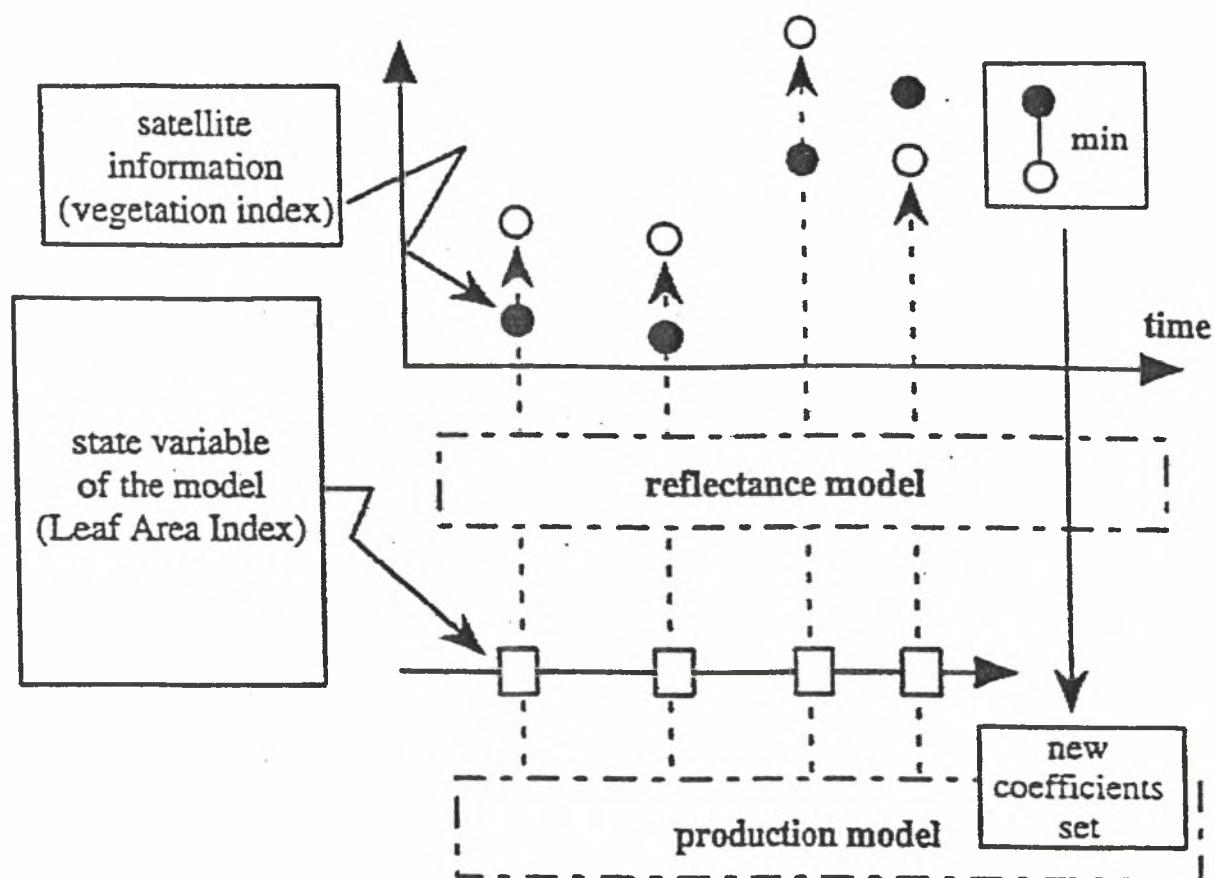 satellite
information
(vegetation index)
min
time
state variable
of the model
(Leaf Area Index)
reflectance model
new
coefficients
set
production model